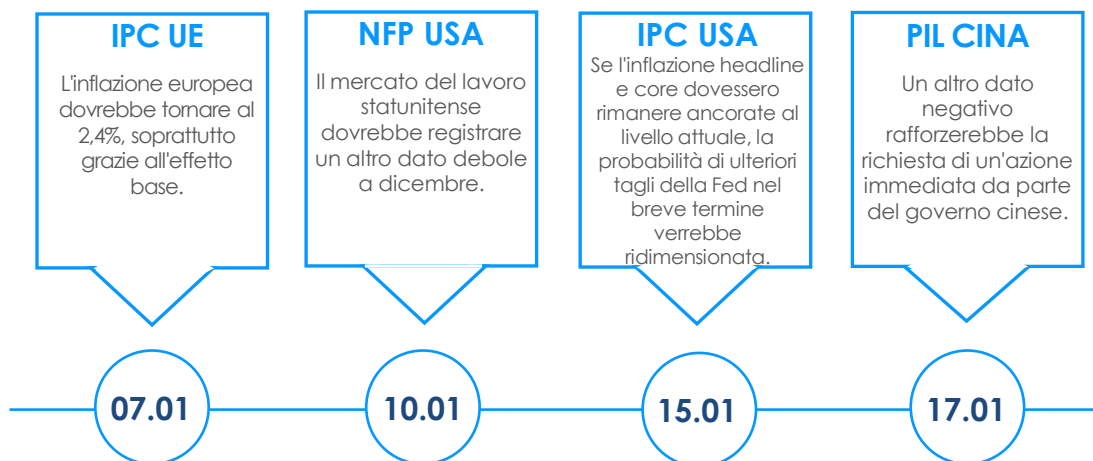 IPC UE
L'inflazione europea
dovrebbe tornare al
2,4%, soprattutto
grazie all'effetto
base.
07.01
NFP USA
Il mercato del lavoro
statunitense
dovrebbe registrare
un altro dato debole
a dicembre.
10.01
IPC USA
Se l'inflazione headline
e core dovessero
rimanere ancorate al
livello attuale, la
probabilità di ulteriori
tagli della Fed nel
breve termine
verrebbe
ridimensionata.
15.01
PIL CINA
Un altro dato
negativo
rafforzerebbe la
richiesta di un'azione
immediata da parte
del governo cinese.
17.01